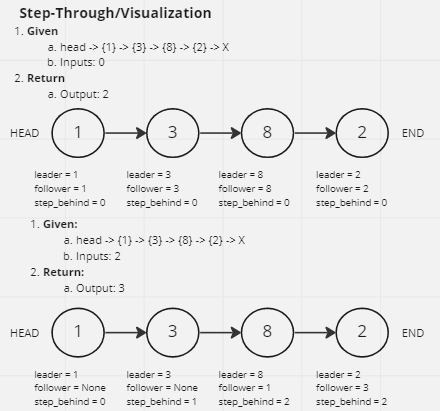 Step-Through/Visualization
1. Given
a. head -> {1} -> {3} -> {8} -> {2} -> X
b. Inputs: 0
2. Return
a. Output: 2
HEAD 1 3 8 2 END
leader = 1 leader = 3 leader = 8 leader = 2
follower = 1 follower = 3 follower = 8 follower = 2
step_behind = 0 step_behind = 0 step_behind = 0 step_behind = 0
1. Given:
a. head -> {1} -> {3} -> {8} -> {2} -> X
b. Inputs: 2
2. Return:
a. Output: 3
HEAD 1 3 8 2 END
leader = 1 leader = 3 leader = 8 leader = 2
follower = None follower = None follower = 1 follower = 3
step_behind = 0 step_behind = 1 step_behind = 2 step_behind = 2